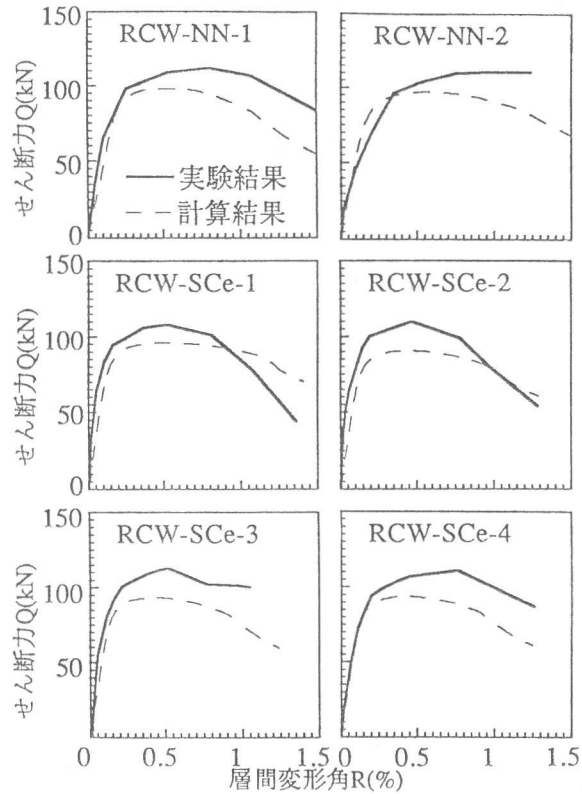 RCW-NN-1
RCW-NN-2
150
100
50
0
せん断力Q(kN)
実験結果
計算結果
RCW-SCe-1
RCW-SCe-2
150
100
50
0
せん断力Q(kN)
RCW-SCe-3
RCW-SCe-4
150
100
50
せん断力Q(kN)
0 0.5 1 1.5 0 0.5 1 1.5
層間変形角R(%)